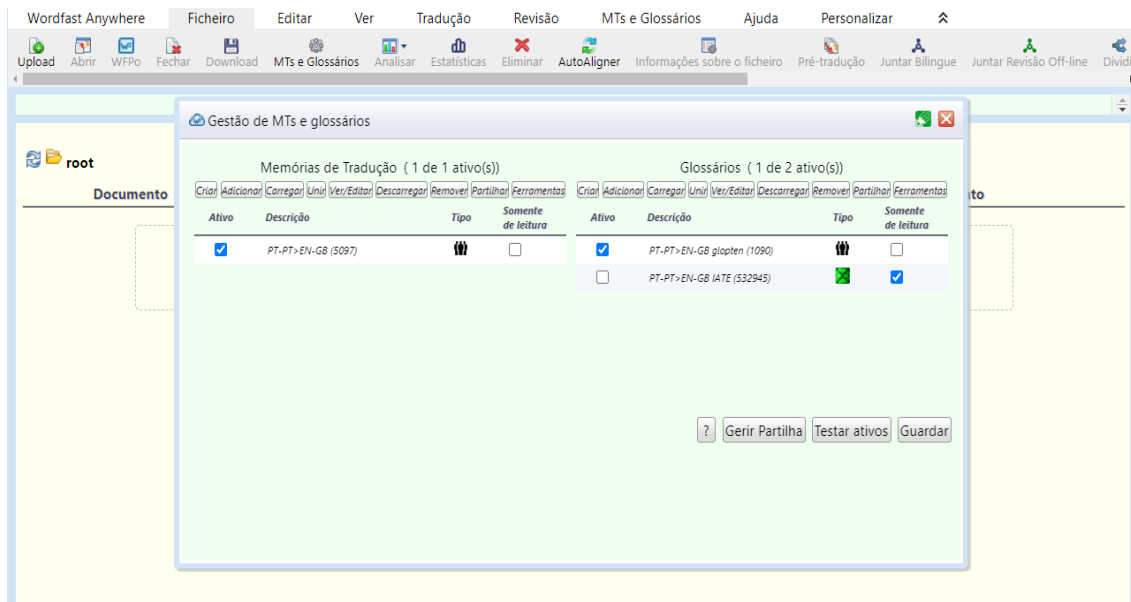 Wordfast Anywhere Ficheiro Editar Ver Tradução Revisão MTs e Glossários Ajuda Personalizar
Upload Abrir WFPo Fechar Download MTs e Glossários Analisar Estatísticas Eliminar AutoAligner Informações sobre o ficheiro Pré-tradução Juntar Bilingue Juntar Revisão Off-line
Gestão de MTs e glossários
root
Documento
Memórias de Tradução ( 1 de 1 ativo(s))
Criar Adicionar Carregar Unir Ver/Editar Descarregar Remover Partilhar Ferramentas
Ativo Descrição Tipo Somente de leitura
PT-PT>EN-GB (5097)
Glossários ( 1 de 2 ativo(s))
Criar Adicionar Carregar Unir Ver/Editar Descarregar Remover Partilhar Ferramentas
Ativo Descrição Tipo Somente de leitura
PT-PT>EN-GB glopten (1090)
PT-PT>EN-GB IATE (532945)
? Gerir Partilha Testar ativos Guardar